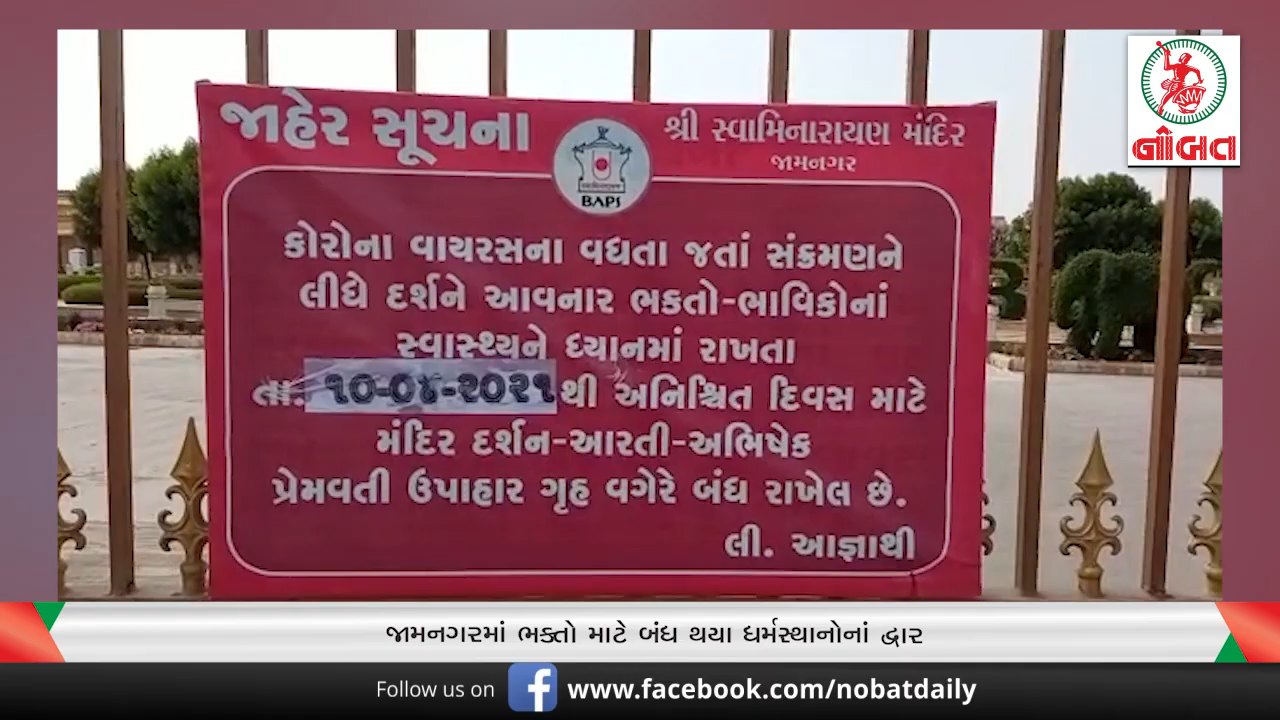 નોબત
જાહેર સૂચના
શ્રી સ્વામિનારાયણ મંદિર
જામનગર
BAPS
કોરોના વાયરસના વધતા જતાં સંક્રમણને
લીધે દર્શને આવનાર ભકતો-ભાવિકોનાં
સ્વાસ્થ્યને ધ્યાનમાં રાખતા
તા. ૧૦-૦૪-૨૦૨૧ થી અનિશ્ચિત દિવસ માટે
મંદિર દર્શન-આરતી-અભિષેક
પ્રેમવતી ઉપાહાર ગૃહ વગેરે બંધ રાખેલ છે.
લી. આજ્ઞાથી
જામનગરમાં ભક્તો માટે બંધ થયા ધર્મસ્થાનોનાં દ્વાર
Follow us on f www.facebook.com/nobatdaily